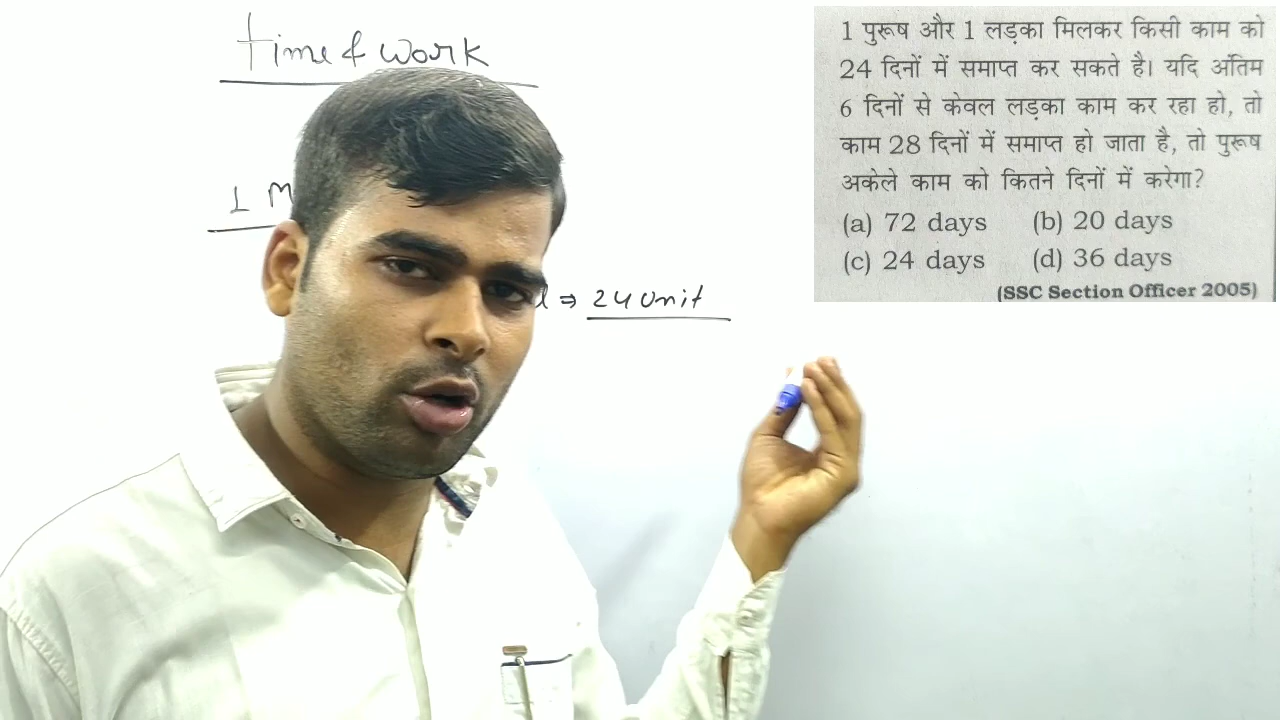 time & work
1 M
⇒ 24 Unit
1 पुरूष और 1 लड़का मिलकर किसी काम को
24 दिनों में समाप्त कर सकते है। यदि अंतिम
6 दिनों से केवल लड़का काम कर रहा हो, तो
काम 28 दिनों में समाप्त हो जाता है, तो पुरूष
अकेले काम को कितने दिनों में करेगा?
(a) 72 days (b) 20 days
(c) 24 days (d) 36 days
(SSC Section Officer 2005)